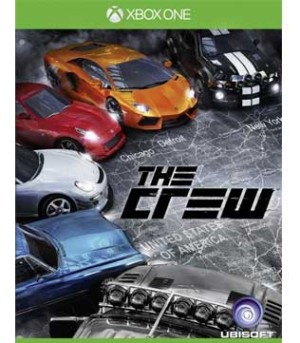 XBOX ONE
New York
Chicago
Detroit
THE
CREW
UNITED STATES
OF AMERICA
UBISOFT